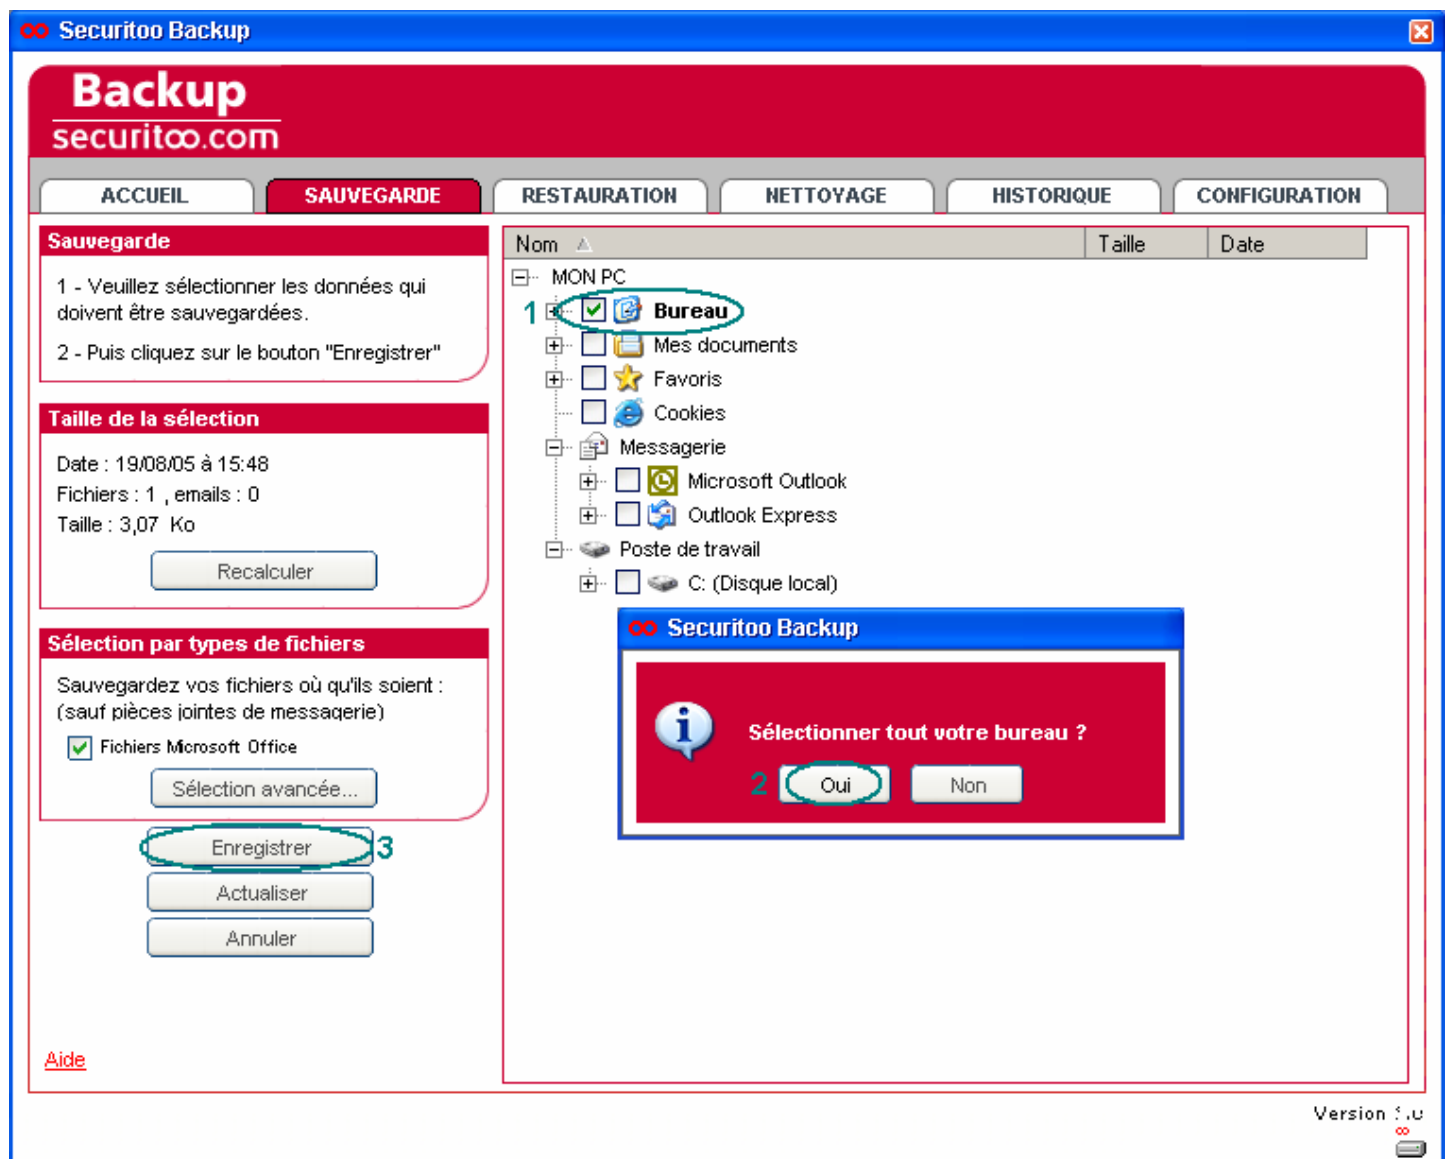 Securitoo Backup
Backup
securitoo.com
ACCUEIL
SAUVEGARDE
RESTAURATION
NETTOYAGE
HISTORIQUE
CONFIGURATION
Sauvegarde
1 - Veuillez sélectionner les données qui
doivent être sauvegardées.
2 - Puis cliquez sur le bouton "Enregistrer"
Taille de la sélection
Date : 19/08/05 à 15:48
Fichiers : 1 , emails : 0
Taille : 3,07 Ko
Recalculer
Sélection par types de fichiers
Sauvegardez vos fichiers où qu'ils soient :
(sauf pièces jointes de messagerie)
Fichiers Microsoft Office
Sélection avancée...
Enregistrer 3
Actualiser
Annuler
Aide
Nom Taille Date
MON PC
1 Bureau
Mes documents
Favoris
Cookies
Messagerie
Microsoft Outlook
Outlook Express
Poste de travail
C: (Disque local)
Securitoo Backup
Sélectionner tout votre bureau ?
2 Oui Non
Version